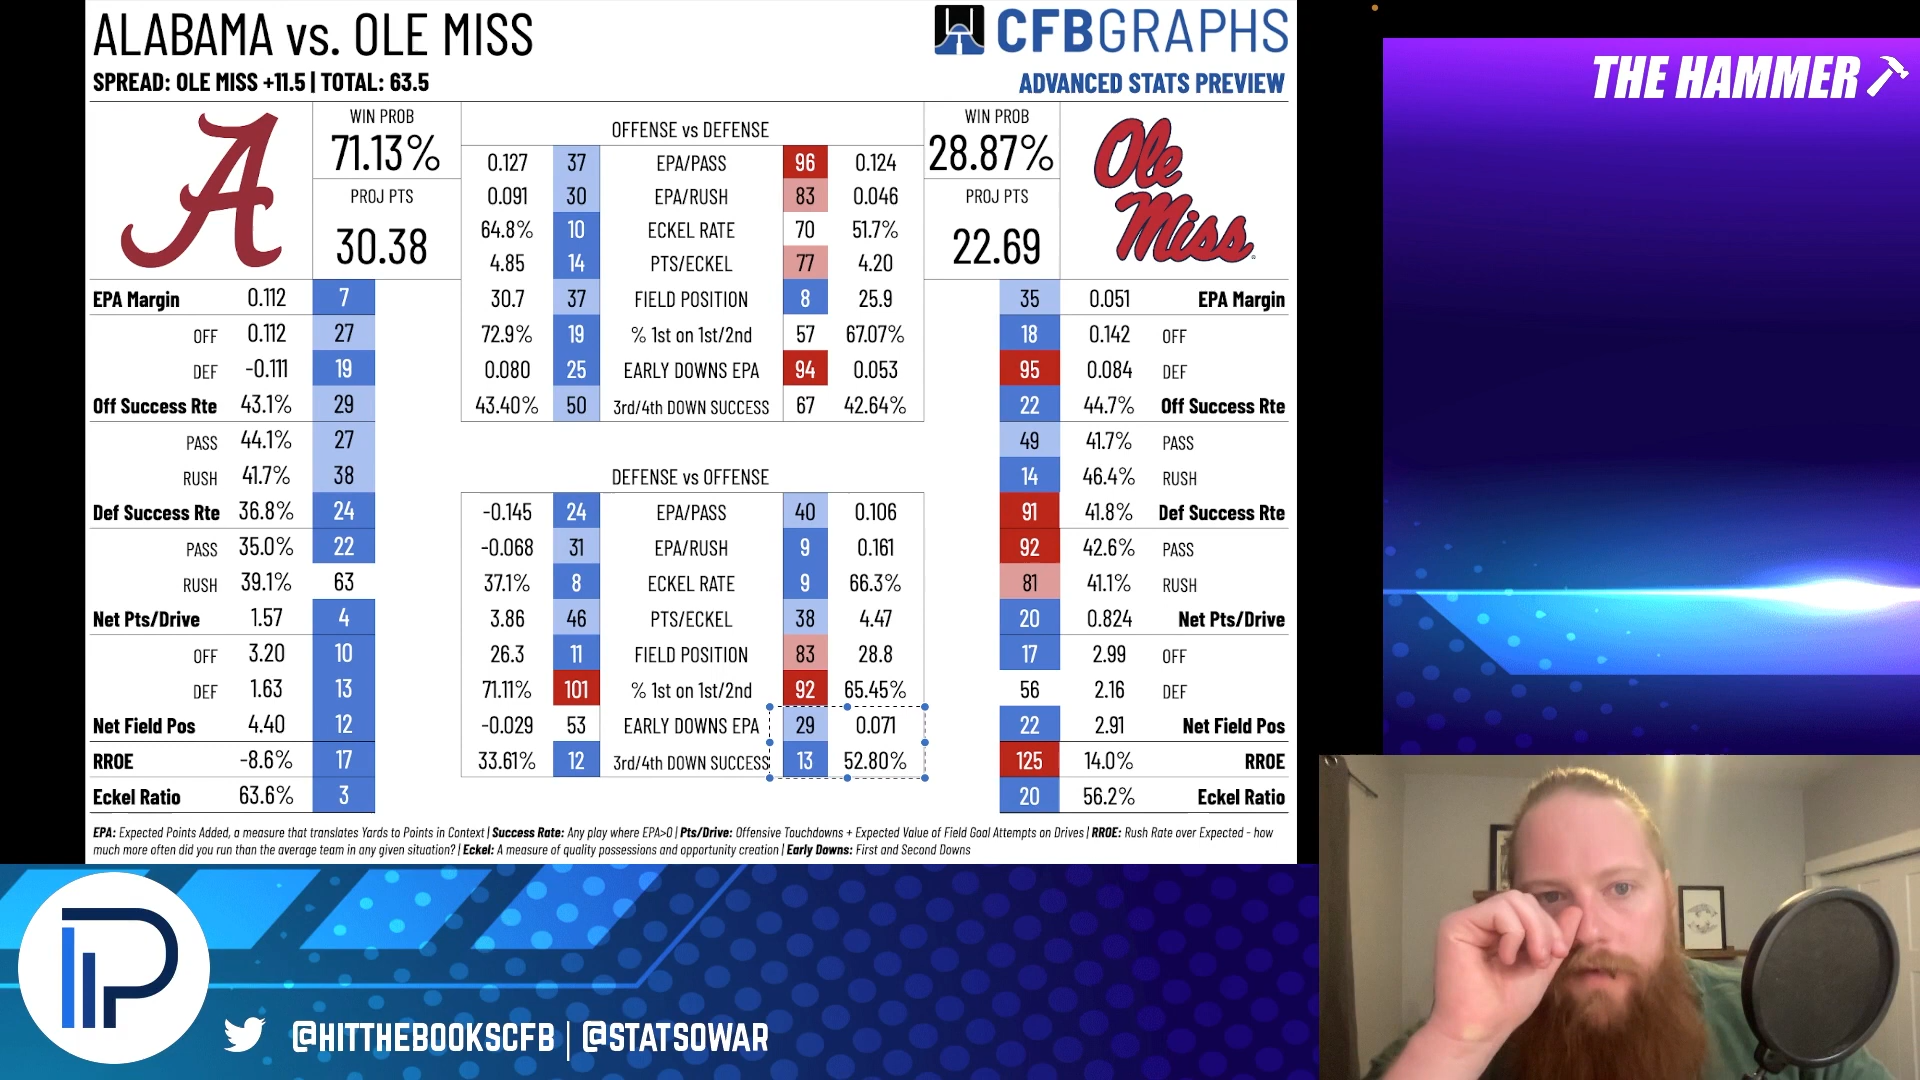 ALABAMA vs. OLE MISS
CFBGRAPHS
SPREAD: OLE MISS +11.5 | TOTAL: 63.5
ADVANCED STATS PREVIEW
THE HAMMER
A
WIN PROB
71.13%
PROJ PTS
30.38
WIN PROB
28.87%
PROJ PTS
22.69
Ole Miss
OFFENSE vs DEFENSE
0.127 37 EPA/PASS 96 0.124
0.091 30 EPA/RUSH 83 0.046
64.8% 10 ECKEL RATE 70 51.7%
4.85 14 PTS/ECKEL 77 4.20
30.7 37 FIELD POSITION 8 25.9
72.9% 19 % 1st on 1st/2nd 57 67.07%
0.080 25 EARLY DOWNS EPA 94 0.053
43.40% 50 3rd/4th DOWN SUCCESS 67 42.64%
DEFENSE vs OFFENSE
-0.145 24 EPA/PASS 40 0.106
-0.068 31 EPA/RUSH 9 0.161
37.1% 8 ECKEL RATE 9 66.3%
3.86 46 PTS/ECKEL 38 4.47
26.3 11 FIELD POSITION 83 28.8
71.11% 101 % 1st on 1st/2nd 92 65.45%
-0.029 53 EARLY DOWNS EPA 29 0.071
33.61% 12 3rd/4th DOWN SUCCESS 13 52.80%
EPA Margin 0.112 7
OFF 0.112 27
DEF -0.111 19
Off Success Rte 43.1% 29
PASS 44.1% 27
RUSH 41.7% 38
Def Success Rte 36.8% 24
PASS 35.0% 22
RUSH 39.1% 63
Net Pts/Drive 1.57 4
OFF 3.20 10
DEF 1.63 13
Net Field Pos 4.40 12
RROE -8.6% 17
Eckel Ratio 63.6% 3
35 0.051 EPA Margin
18 0.142 OFF
95 0.084 DEF
22 44.7% Off Success Rte
49 41.7% PASS
14 46.4% RUSH
91 41.8% Def Success Rte
92 42.6% PASS
81 41.1% RUSH
20 0.824 Net Pts/Drive
17 2.99 OFF
56 2.16 DEF
22 2.91 Net Field Pos
125 14.0% RROE
20 56.2% Eckel Ratio
EPA: Expected Points Added, a measure that translates Yards to Points in Context | Success Rate: Any play where EPA>0 | Pts/Drive: Offensive Touchdowns + Expected Value of Field Goal Attempts on Drives | RROE: Rush Rate over Expected - how
much more often did you run than the average team in any given situation? | Eckel: A measure of quality possessions and opportunity creation | Early Downs: First and Second Downs
@HITTHEBOOKSCFB | @STATSOWAR